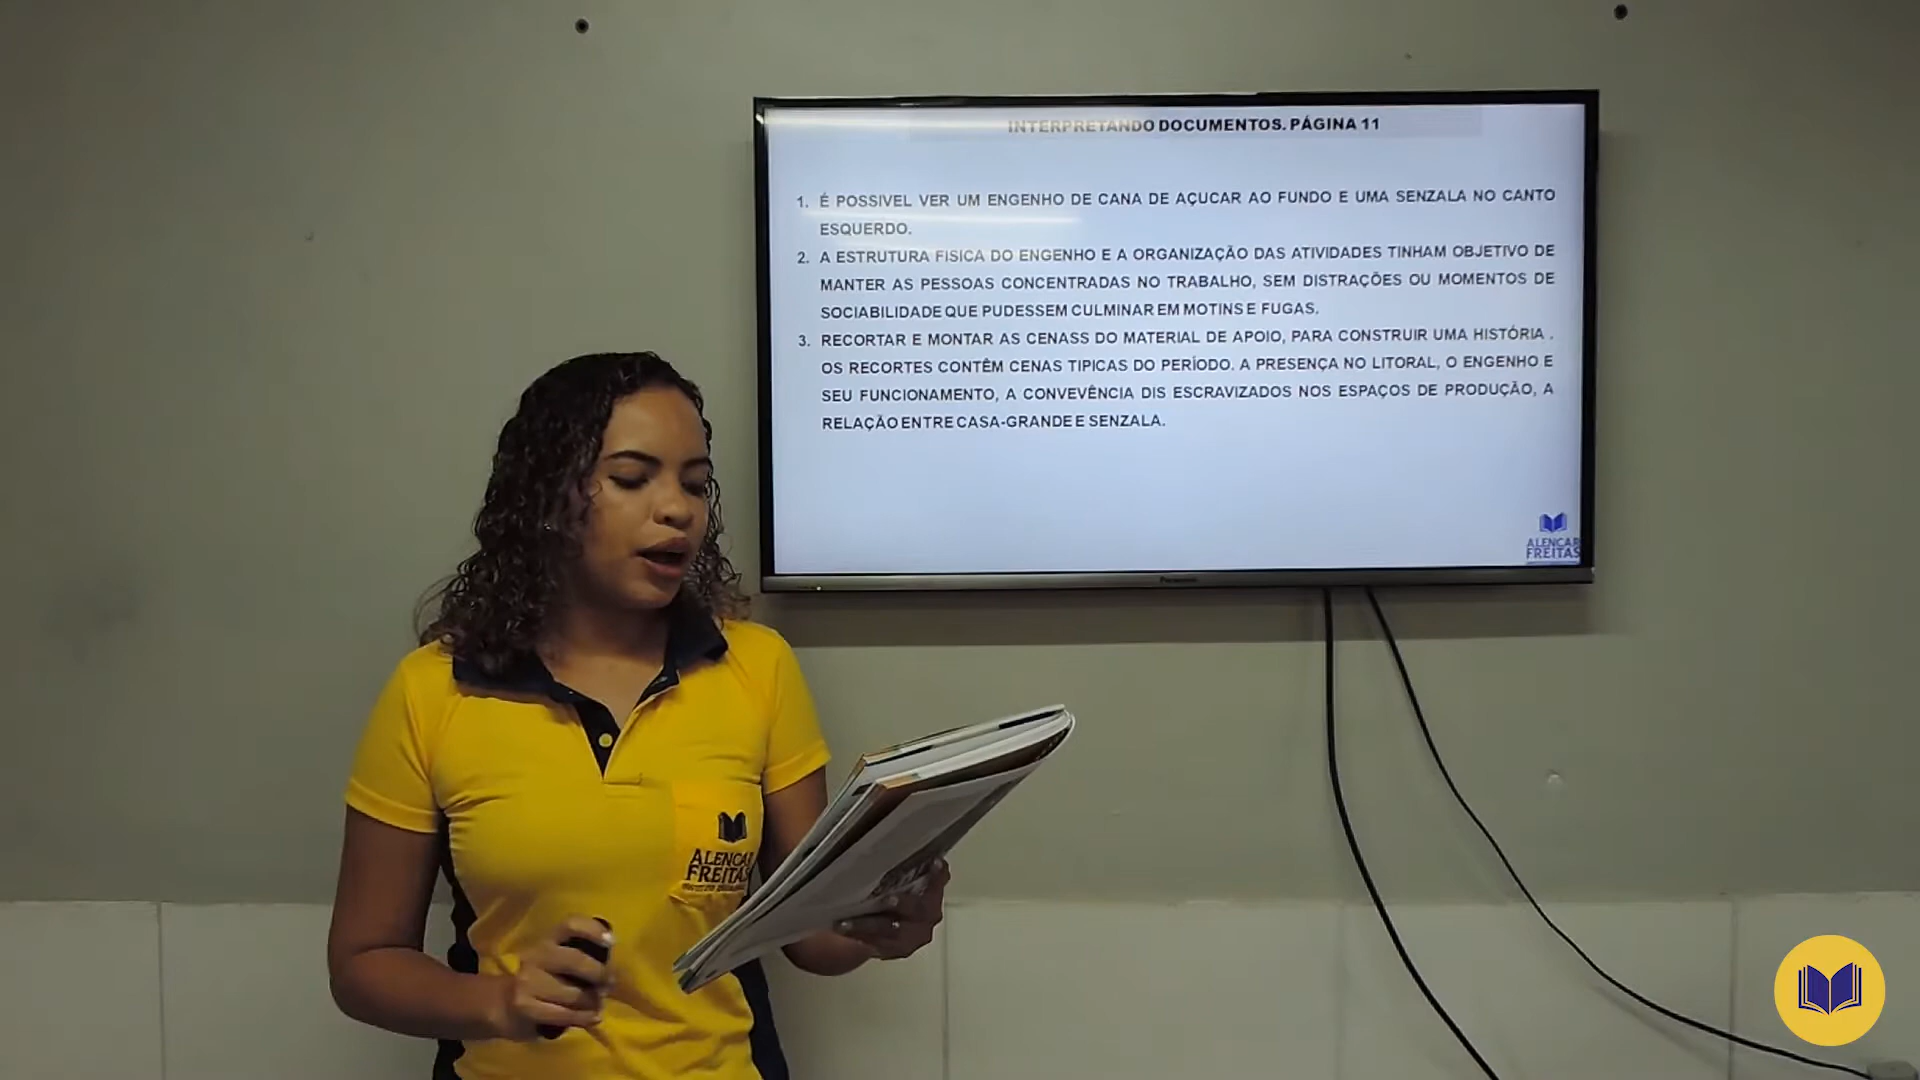 INTERPRETANDO DOCUMENTOS. PÁGINA 11
1. É POSSIVEL VER UM ENGENHO DE CANA DE AÇUCAR AO FUNDO E UMA SENZALA NO CANTO
ESQUERDO.
2. A ESTRUTURA FISICA DO ENGENHO E A ORGANIZAÇÃO DAS ATIVIDADES TINHAM OBJETIVO DE
MANTER AS PESSOAS CONCENTRADAS NO TRABALHO, SEM DISTRAÇÕES OU MOMENTOS DE
SOCIABILIDADE QUE PUDESSEM CULMINAR EM MOTINS E FUGAS.
3. RECORTAR E MONTAR AS CENASS DO MATERIAL DE APOIO, PARA CONSTRUIR UMA HISTÓRIA .
OS RECORTES CONTÊM CENAS TIPICAS DO PERÍODO. A PRESENÇA NO LITORAL, O ENGENHO E
SEU FUNCIONAMENTO, A CONVEVÊNCIA DIS ESCRAVIZADOS NOS ESPAÇOS DE PRODUÇÃO, A
RELAÇÃO ENTRE CASA-GRANDE E SENZALA.
ALENCAR
FREITAS
Panasonic
ALENCAR
FREITAS